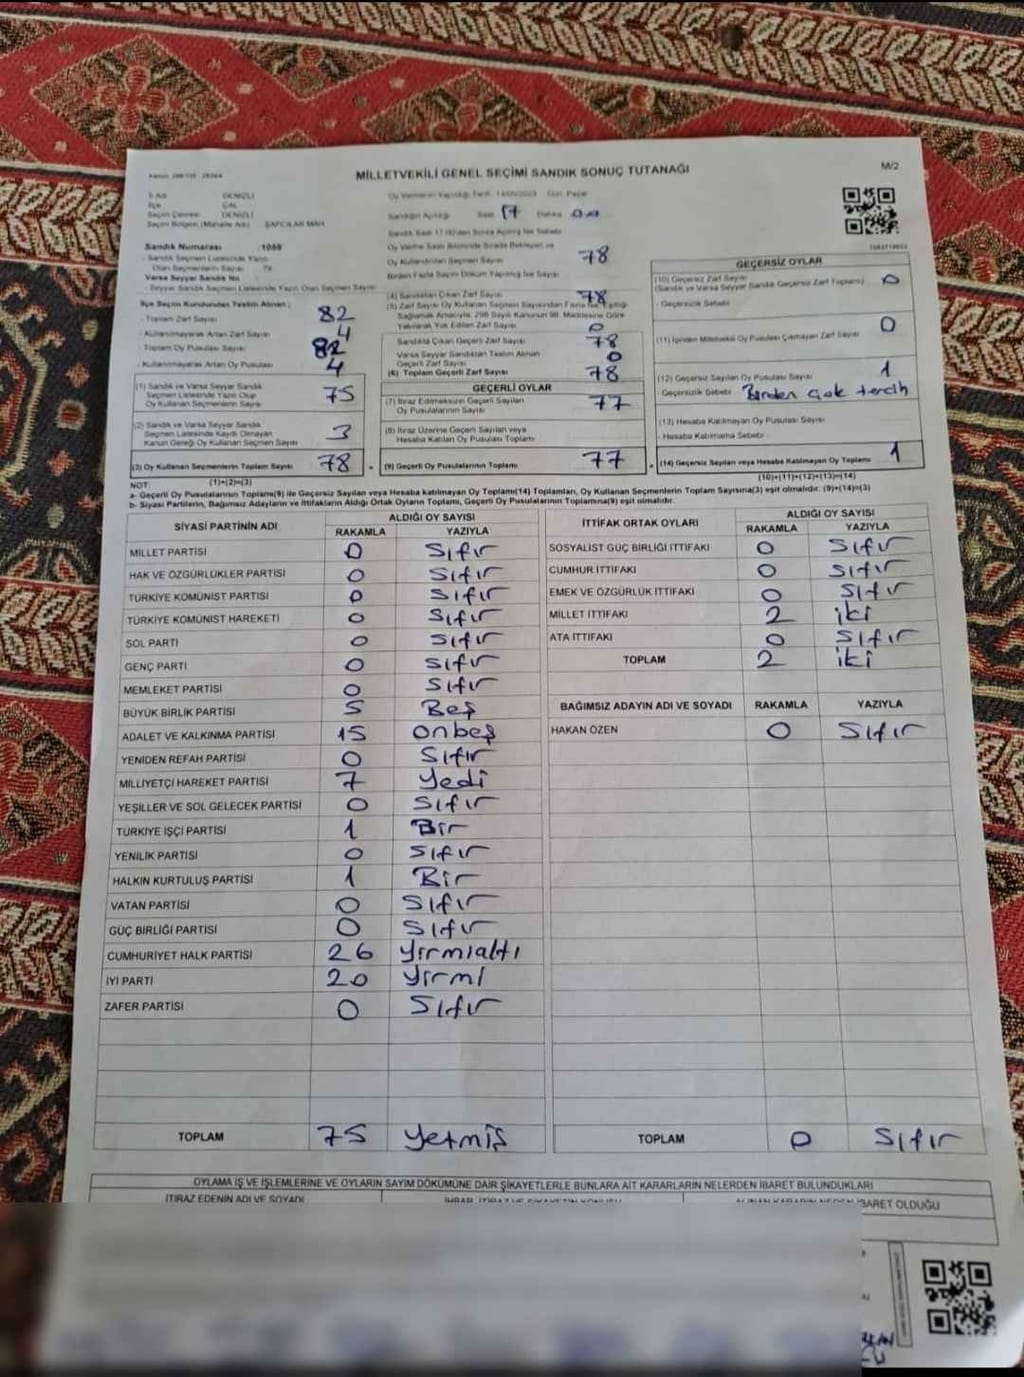 MİLLETVEKİLİ GENEL SEÇİMİ SANDIK SONUÇ TUTANAĞI
M/2
İl Adı DENİZLİ
İlçe ÇAL
Seçim Çevresi DENİZLİ
Seçim Bölgesi (Mahalle Adı)
Sandık Numarası :1058
Saat 17 Dakika 00
Oy Kullandırılan Seçmen Sayısı 78
İlçe Seçim Kurulundan Teslim Alınan ;
- Toplam Zarf Sayısı 82
- Kullanılmayarak Artan Zarf Sayısı 4
- Toplam Oy Pusulası Sayısı 82
- Kullanılmayarak Artan Oy Pusulası 4
(1) Sandık ve Varsa Seyyar Sandık Seçmen Listesinde Yazılı Olup Oy Kullanan Seçmenlerin Sayısı 75
(2) Sandık ve Varsa Seyyar Sandık Seçmen Listesinde Kaydı Olmayan Kanun Gereği Oy Kullanan Seçmen Sayısı 3
(3) Oy Kullanan Seçmenlerin Toplam Sayısı 78
(1)+(2)=(3)
(4) Sandıktan Çıkan Zarf Sayısı 78
(5) Zarf Sayısı Oy Kullanan Seçmen Sayısından Fazla İse Eşitliği Sağlamak Amacıyla, 298 Sayılı Kanunun 98. Maddesine Göre Yakılarak Yok Edilen Zarf Sayısı 0
Sandıkta Çıkan Geçerli Zarf Sayısı 78
Varsa Seyyar Sandıktan Teslim Alınan Geçerli Zarf Sayısı 0
(6) Toplam Geçerli Zarf Sayısı 78
GEÇERLİ OYLAR
(7) İtiraz Edilmeksizin Geçerli Sayılan Oy Pusulalarının Sayısı 77
(8) İtiraz Üzerine Geçerli Sayılan veya Hesaba Katılan Oy Pusulası Toplamı
(9) Geçerli Oy Pusulalarının Toplamı 77
GEÇERSİZ OYLAR
(10) Geçersiz Zarf Sayısı 0
(Sandık ve Varsa Seyyar Sandık Geçersiz Zarf Toplamı)
- Geçersizlik Sebebi
(11) İçinden Milletvekili Oy Pusulası Çıkmayan Zarf Sayısı 0
(12) Geçersiz Sayılan Oy Pusulası Sayısı 1
- Geçersizlik Sebebi Birden çok tercih
(13) Hesaba Katılmayan Oy Pusulası Sayısı
- Hesaba Katılmama Sebebi
(14) Geçersiz Sayılan veya Hesaba Katılmayan Oy Toplamı 1
(10)+(11)+(12)+(13)=(14)
NOT:
a- Geçerli Oy Pusulalarının Toplamı(9) ile Geçersiz Sayılan veya Hesaba katılmayan Oy Toplamı(14) Toplamları, Oy Kullanan Seçmenlerin Toplam Sayısına(3) eşit olmalıdır. (9)+(14)=(3)
b- Siyasi Partilerin, Bağımsız Adayların ve İttifakların Aldığı Ortak Oyların Toplamı, Geçerli Oy Pusulalarının Toplamına(9) eşit olmalıdır.
SİYASİ PARTİNİN ADI ALDIĞI OY SAYISI
RAKAMLA YAZIYLA
MİLLET PARTİSİ 0 Sıfır
HAK VE ÖZGÜRLÜKLER PARTİSİ 0 Sıfır
TÜRKİYE KOMÜNİST PARTİSİ 0 Sıfır
TÜRKİYE KOMÜNİST HAREKETİ 0 Sıfır
SOL PARTİ 0 Sıfır
GENÇ PARTİ 0 Sıfır
MEMLEKET PARTİSİ 0 Sıfır
BÜYÜK BİRLİK PARTİSİ 5 Beş
ADALET VE KALKINMA PARTİSİ 15 onbeş
YENİDEN REFAH PARTİSİ 0 Sıfır
MİLLİYETÇİ HAREKET PARTİSİ 7 Yedi
YEŞİLLER VE SOL GELECEK PARTİSİ 0 Sıfır
TÜRKİYE İŞÇİ PARTİSİ 1 Bir
YENİLİK PARTİSİ 0 Sıfır
HALKIN KURTULUŞ PARTİSİ 1 Bir
VATAN PARTİSİ 0 Sıfır
GÜÇ BİRLİĞİ PARTİSİ 0 Sıfır
CUMHURİYET HALK PARTİSİ 26 Yirmialtı
İYİ PARTİ 20 Yirmi
ZAFER PARTİSİ 0 Sıfır
TOPLAM 75 Yetmiş
İTTİFAK ORTAK OYLARI ALDIĞI OY SAYISI
RAKAMLA YAZIYLA
SOSYALİST GÜÇ BİRLİĞİ İTTİFAKI 0 Sıfır
CUMHUR İTTİFAKI 0 Sıfır
EMEK VE ÖZGÜRLÜK İTTİFAKI 0 Sıfır
MİLLET İTTİFAKI 2 iki
ATA İTTİFAKI 0 Sıfır
TOPLAM 2 iki
BAĞIMSIZ ADAYIN ADI VE SOYADI RAKAMLA YAZIYLA
HAKAN ÖZEN 0 Sıfır
TOPLAM 0 Sıfır
OYLAMA İŞ VE İŞLEMLERİNE VE OYLARIN SAYIM DÖKÜMÜNE DAİR ŞİKAYETLERLE BUNLARA AİT KARARLARIN NELERDEN İBARET BULUNDUKLARI
İTİRAZ EDENİN ADI VE SOYADI
İBARET OLDUĞU